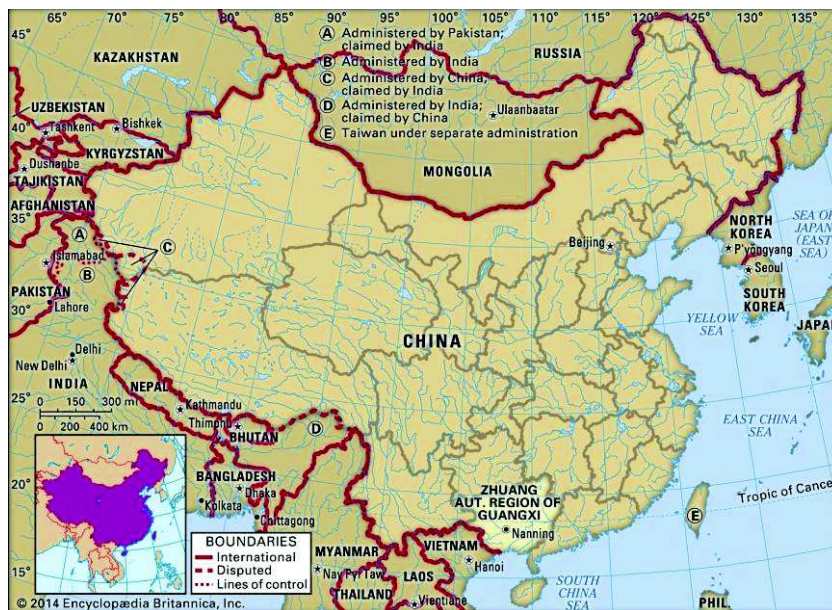 65° 70° 75° 80° 85° 90° 95° 100° 105° 110° 115° 120° 125° 130° 135°
Ⓐ Administered by Pakistan;
claimed by India
Ⓑ Administered by India
Ⓒ Administered by China;
claimed by India
Ⓓ Administered by India;
claimed by China
Ⓔ Taiwan under separate administration
45°
KAZAKHSTAN
RUSSIA
Ulaanbaatar
UZBEKISTAN
Tashkent
Bishkek
40°
KYRGYZSTAN
MONGOLIA
Dushanbe
TAJIKISTAN
AFGHANISTAN
35°
NORTH
KOREA
P'yŏngyang
SEA OF
JAPAN
(EAST
SEA)
Beijing
Ⓐ
Ⓒ
Islamabad
Ⓑ
Seoul
SOUTH
KOREA
PAKISTAN
30°
Lahore
YELLOW
SEA
JAPA
CHINA
Delhi
New Delhi
INDIA
25°
NEPAL
Kathmandu
0 150 300 mi
0 200 400 km
Thimphu
BHUTAN
Ⓓ
EAST CHINA
SEA
20°
BANGLADESH
Dhaka
Kolkata
Chittagong
ZHUANG
AUT. REGION OF
GUANGXI
Nanning
Tropic of Cance
Ⓔ
BOUNDARIES
International
Disputed
Lines of control
15°
MYANMAR
Nay Pyi Taw
VIETNAM
Hanoi
LAOS
THAILAND
Vientiane
SOUTH
CHINA SEA
PHIL.
© 2014 Encyclopædia Britannica, Inc.